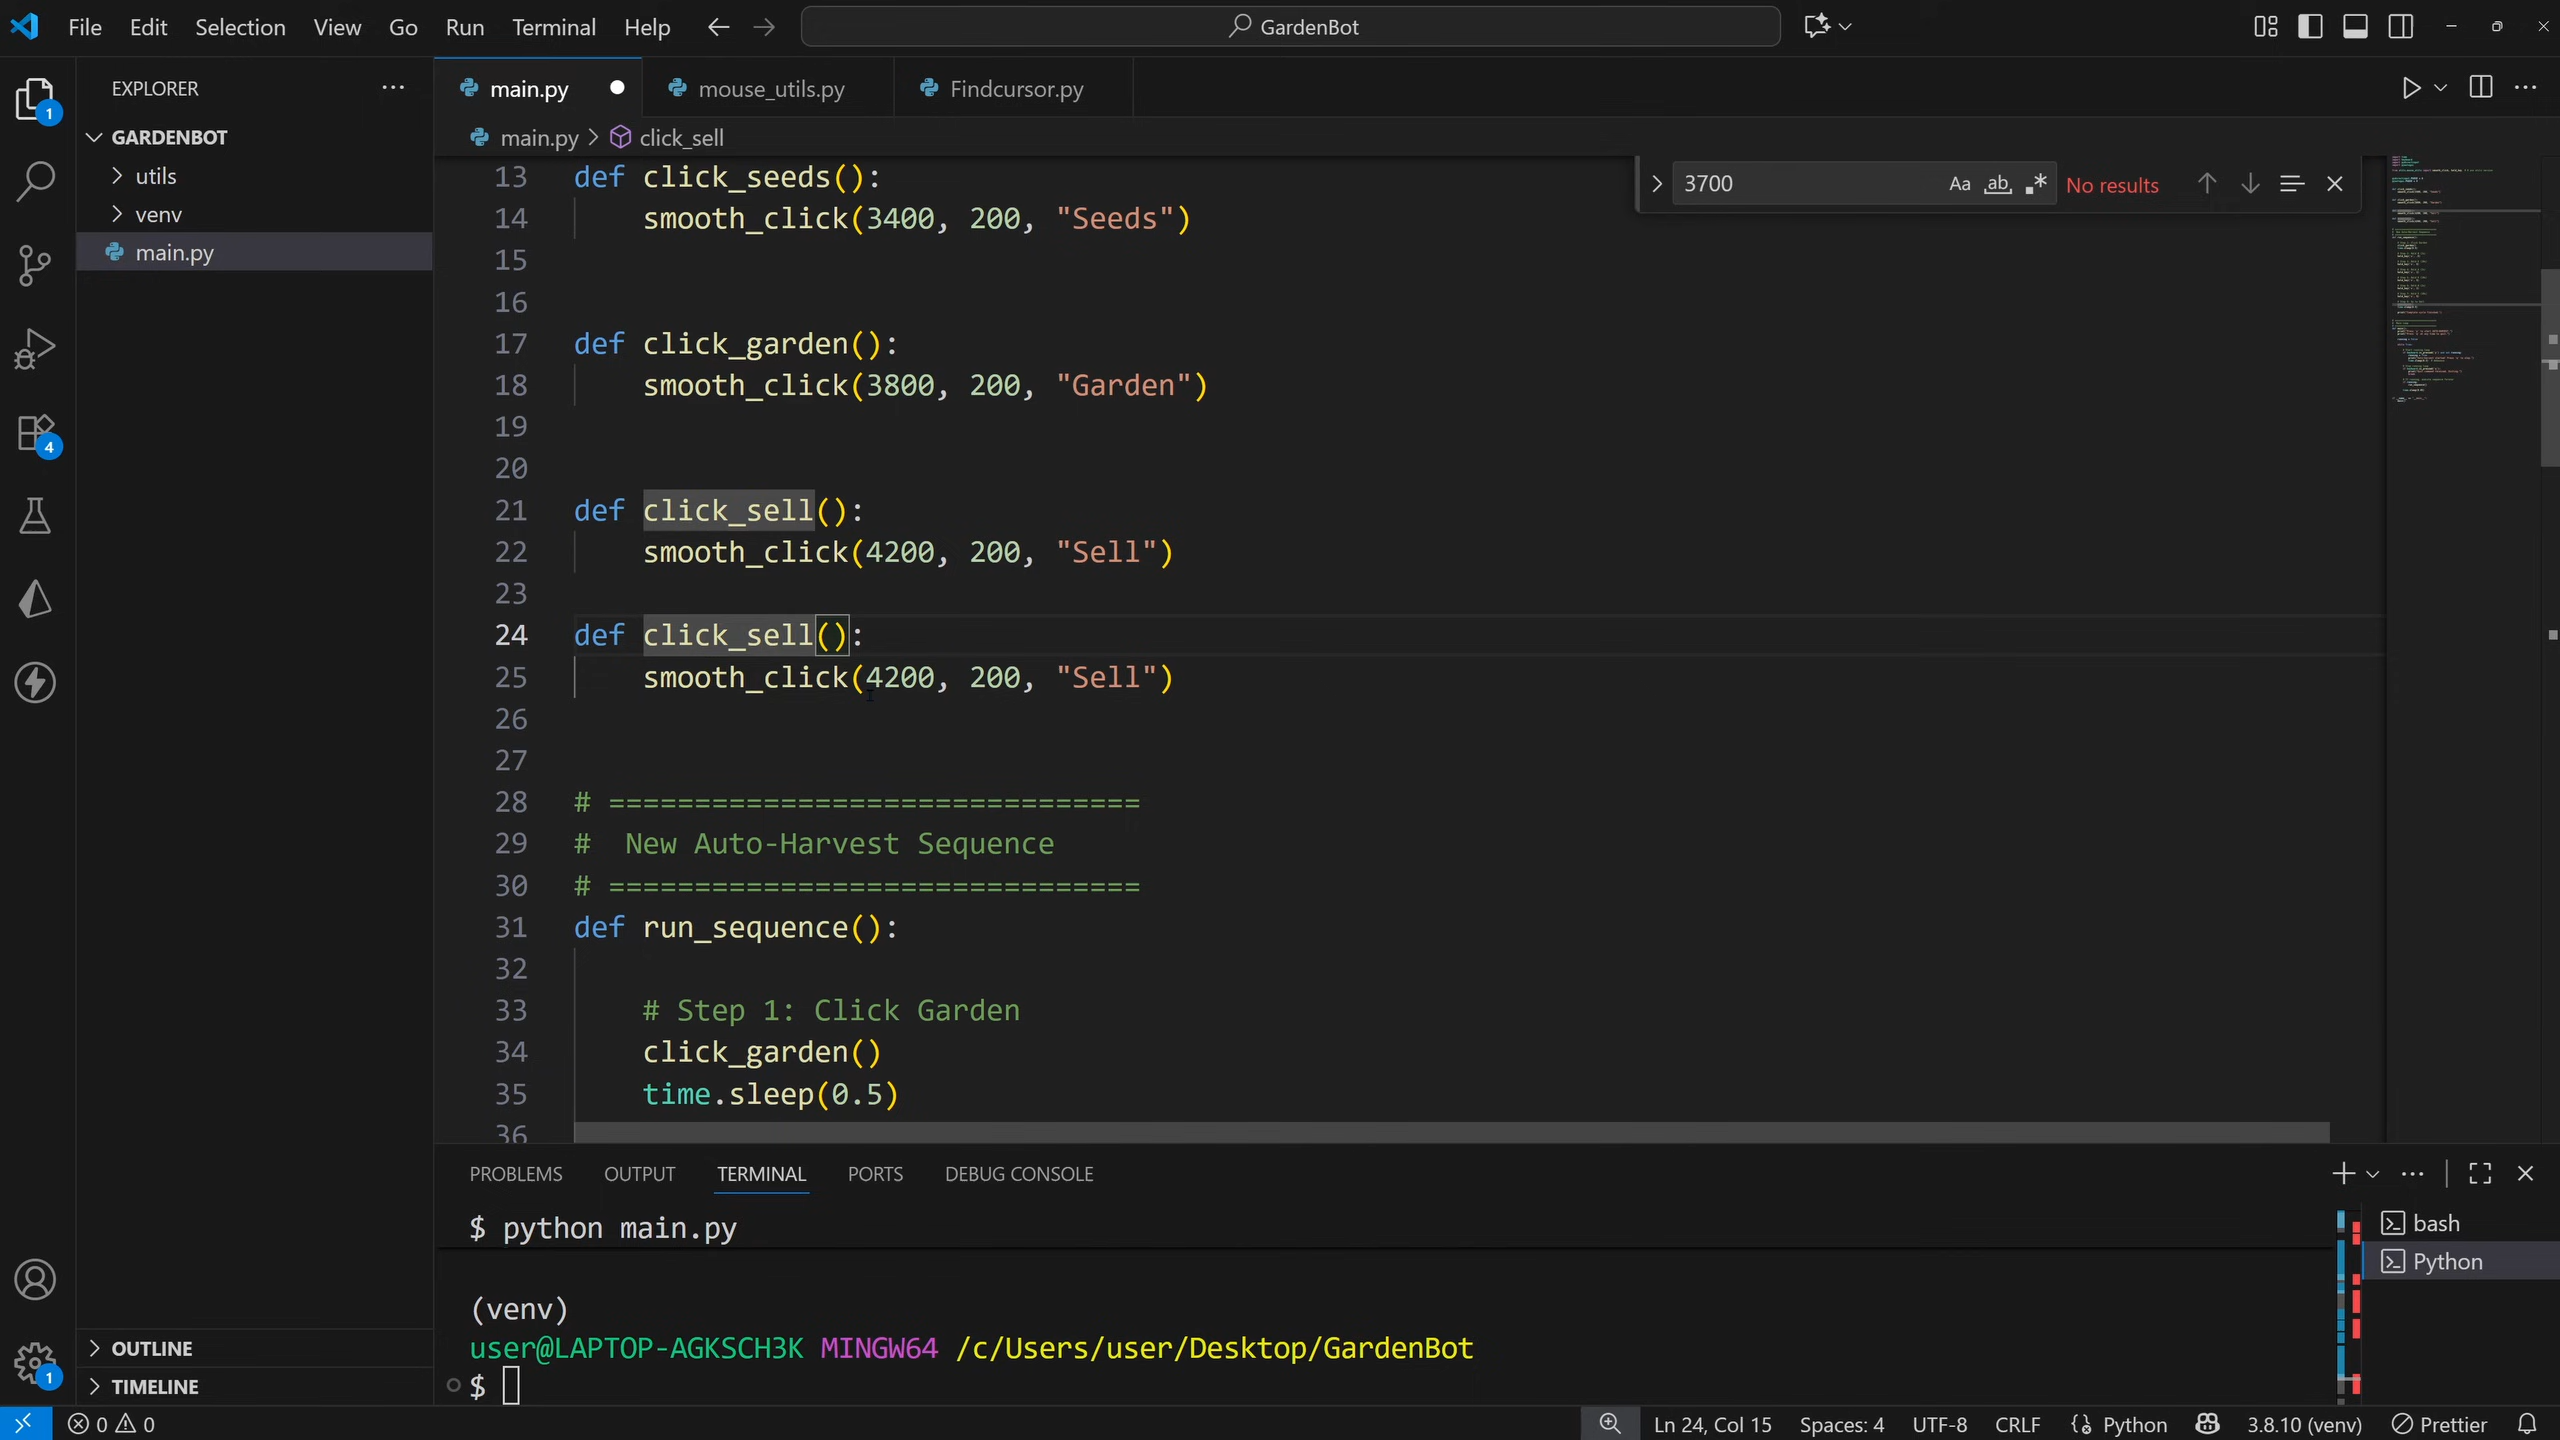 File Edit Selection View Go Run Terminal Help GardenBot
EXPLORER
main.py mouse_utils.py Findcursor.py
1
GARDENBOT
main.py > click_sell
utils
venv
main.py
4
3700 Aa ab No results
13 def click_seeds():
14 smooth_click(3400, 200, "Seeds")
15
16
17 def click_garden():
18 smooth_click(3800, 200, "Garden")
19
20
21 def click_sell():
22 smooth_click(4200, 200, "Sell")
23
24 def click_sell():
25 smooth_click(4200, 200, "Sell")
26
27
28 # ===============================
29 # New Auto-Harvest Sequence
30 # ===============================
31 def run_sequence():
32
33 # Step 1: Click Garden
34 click_garden()
35 time.sleep(0.5)
36
PROBLEMS OUTPUT TERMINAL PORTS DEBUG CONSOLE
$ python main.py
(venv)
user@LAPTOP-AGKSCH3K MINGW64 /c/Users/user/Desktop/GardenBot
$
bash
Python
OUTLINE
TIMELINE
1
0 0
Ln 24, Col 15 Spaces: 4 UTF-8 CRLF Python 3.8.10 (venv) Prettier